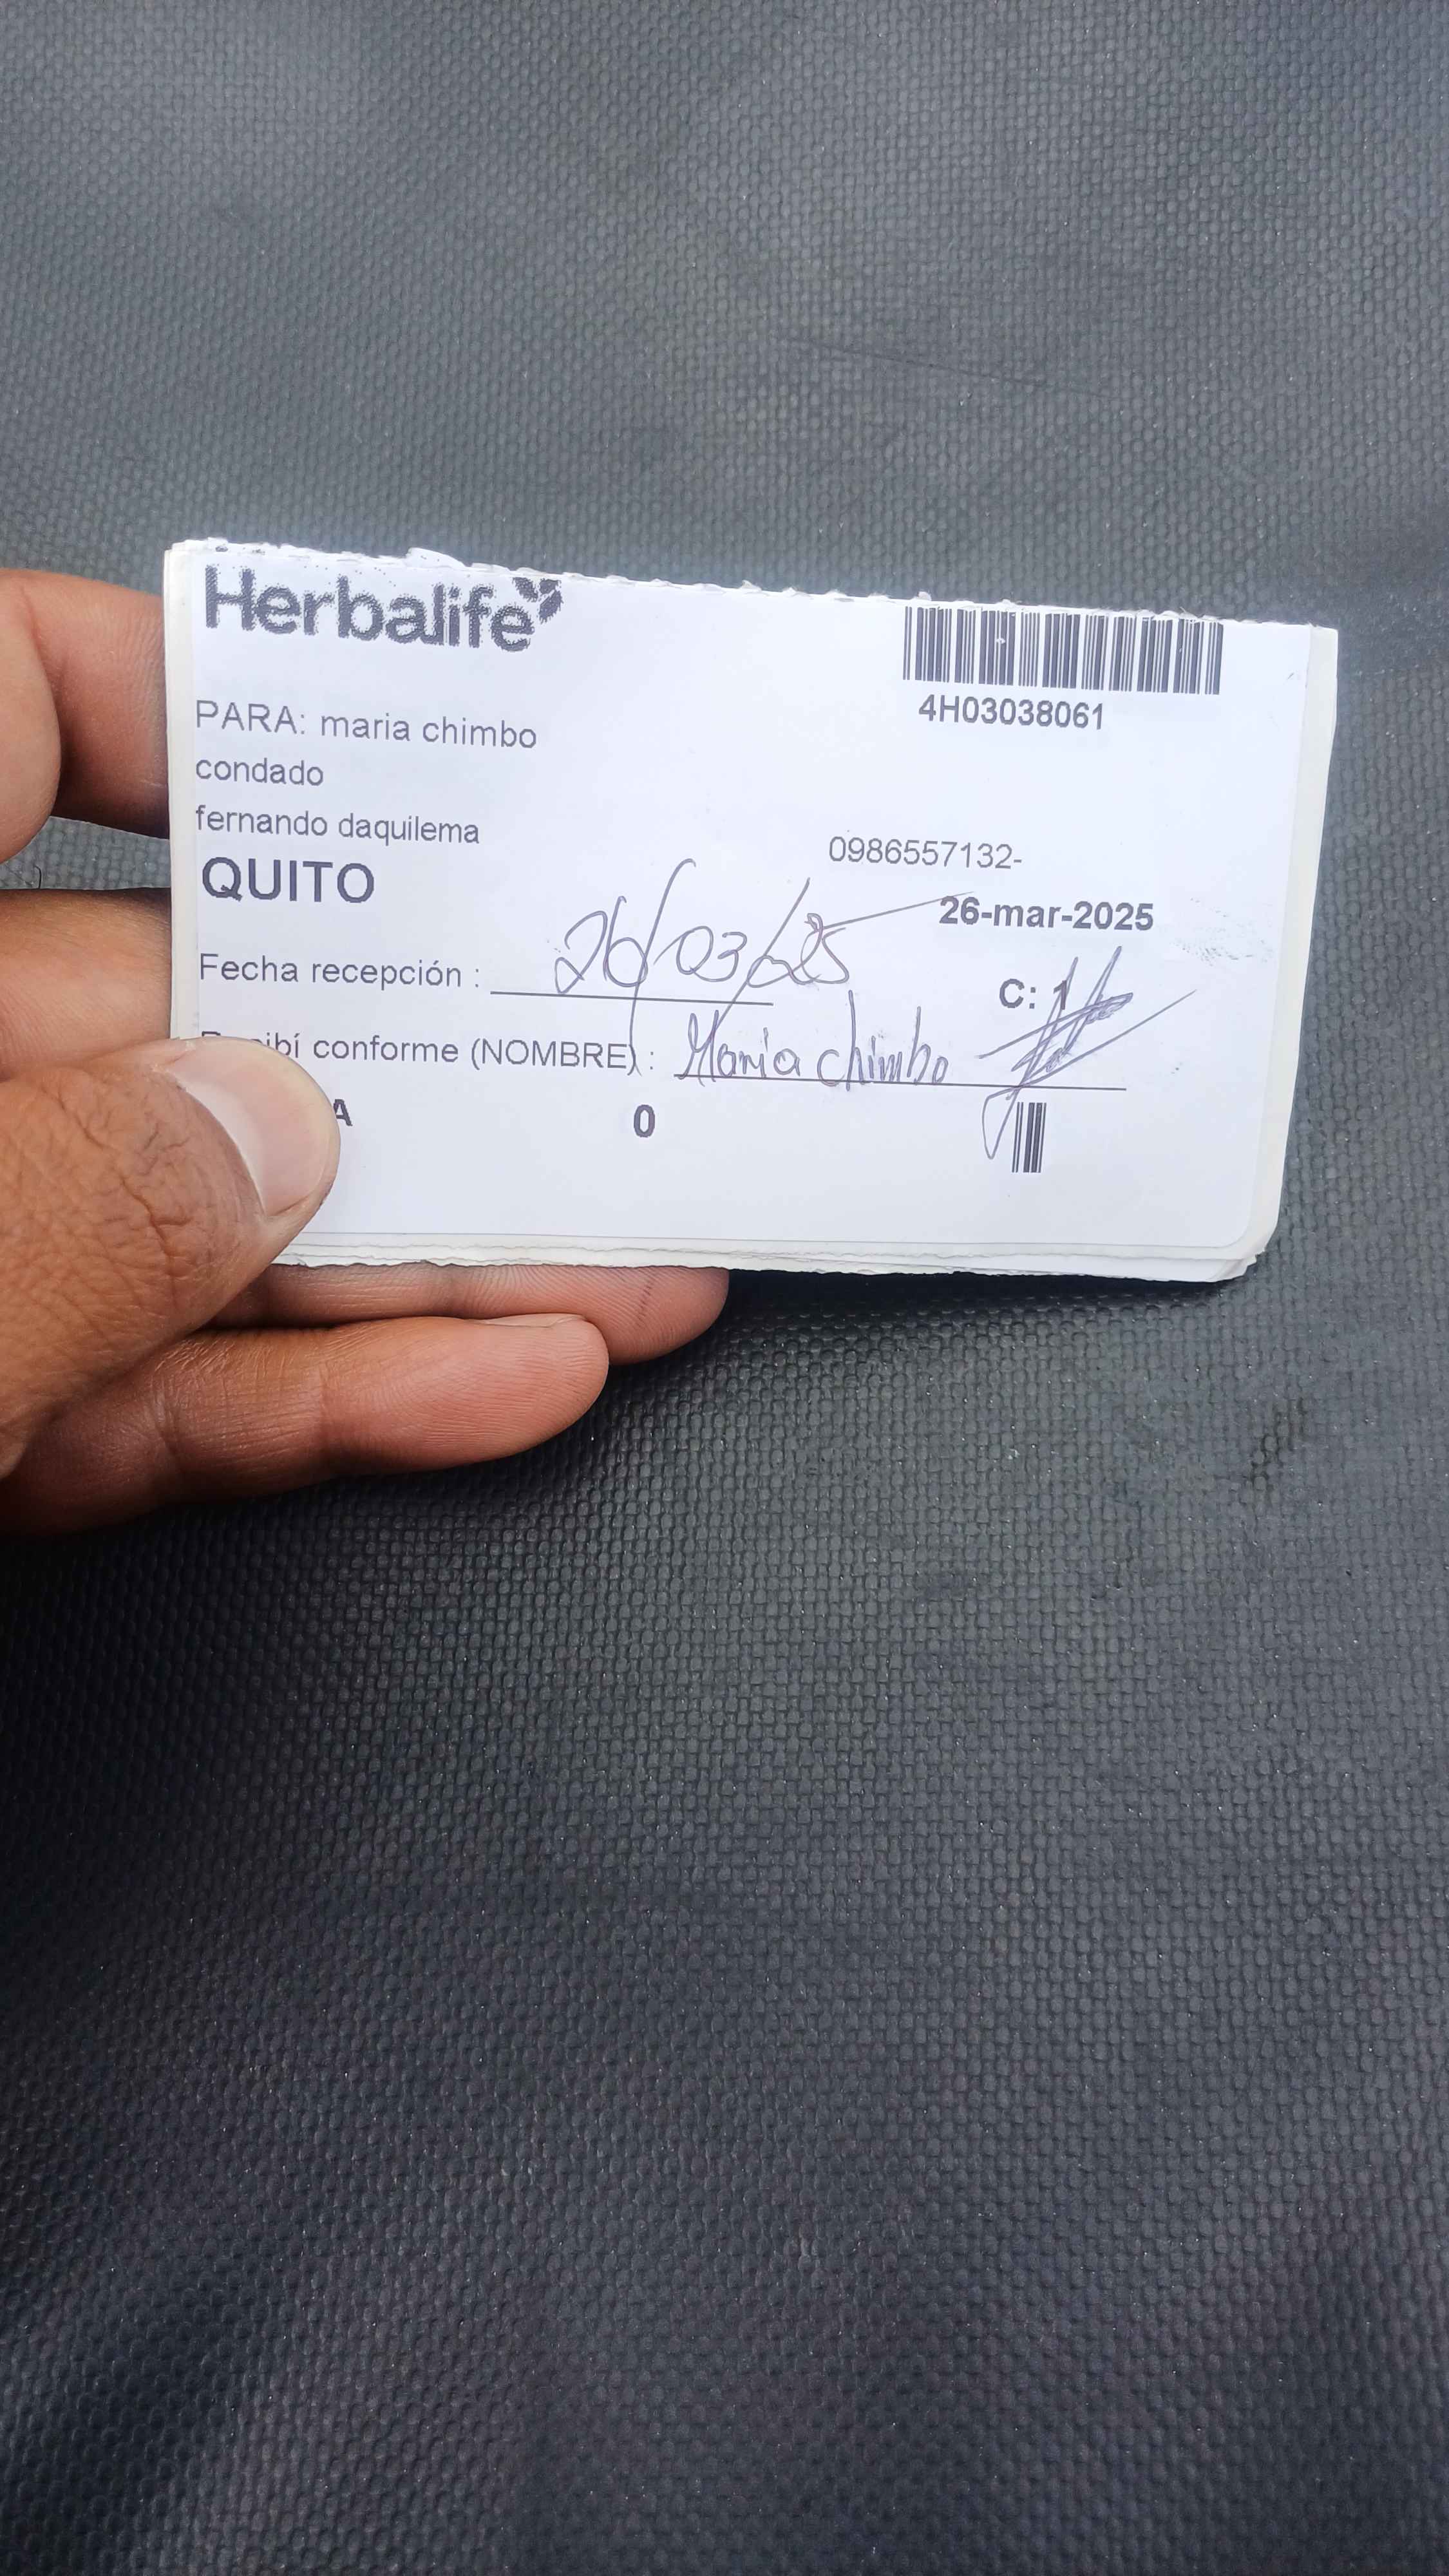 Herbalife
4H03038061
PARA: maria chimbo
condado
fernando daquilema
0986557132-
QUITO
26-mar-2025
Fecha recepción : 26/03/25
C: 1
conforme (NOMBRE) : Maria chimbo
0